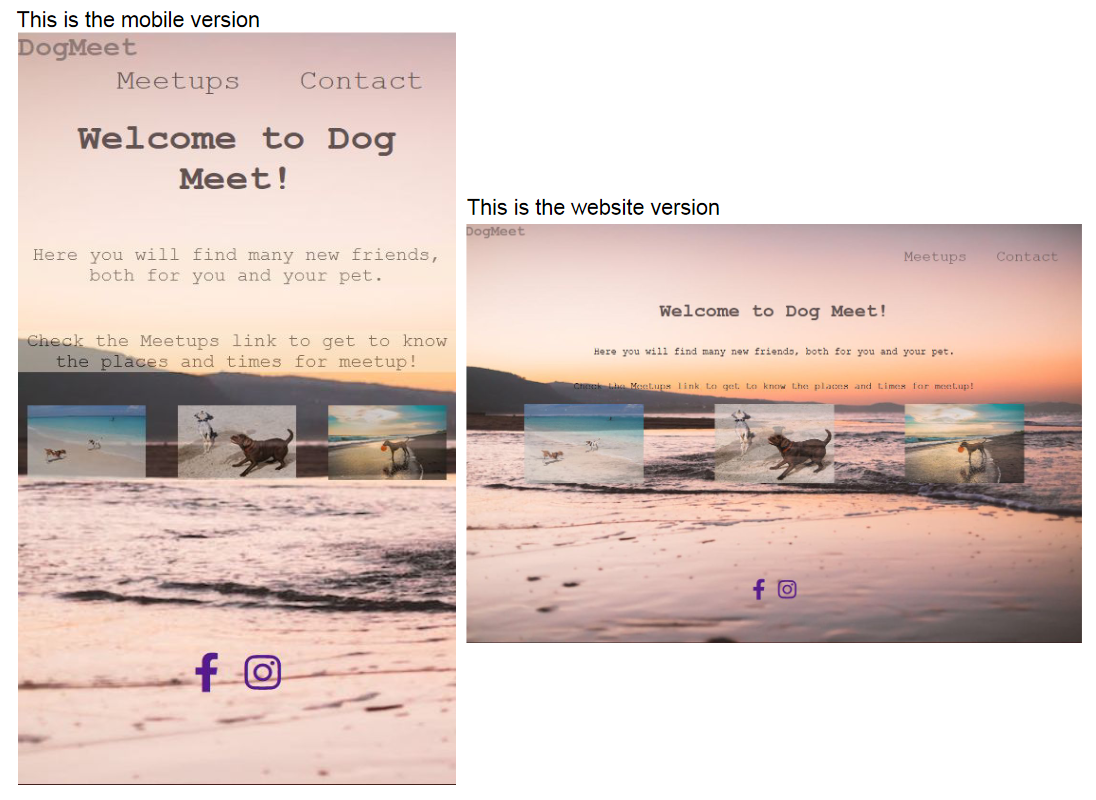 This is the mobile version
DogMeet
Meetups Contact
Welcome to Dog
Meet!
Here you will find many new friends,
both for you and your pet.
Check the Meetups link to get to know
the places and times for meetup!
This is the website version
DogMeet
Meetups Contact
Welcome to Dog Meet!
Here you will find many new friends, both for you and your pet.
Check the Meetups link to get to know the places and times for meetup!